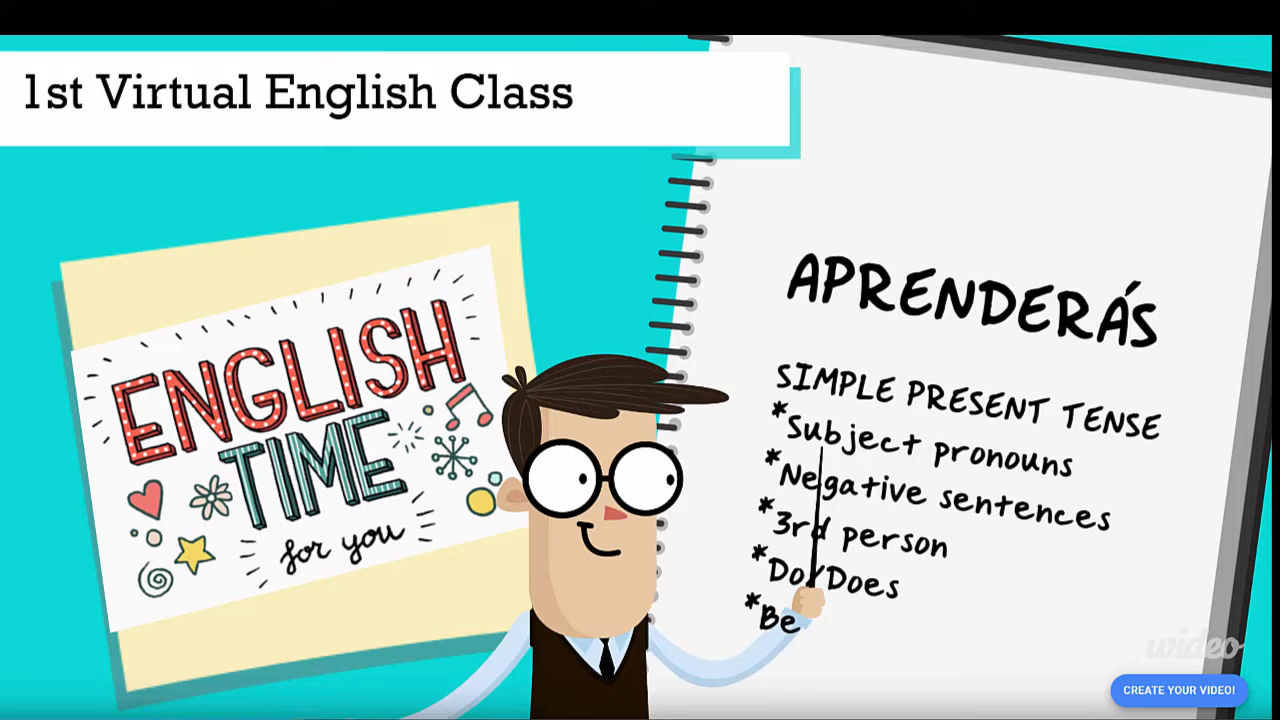 1st Virtual English Class
ENGLISH
TIME
for you
APRENDERÁS
SIMPLE PRESENT TENSE
*Subject pronouns
*Negative sentences
*3rd person
*Do/Does
*Be
wideo
CREATE YOUR VIDEO!